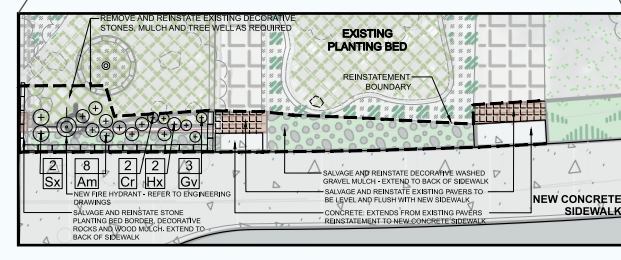 REMOVE AND REINSTATE EXISTING DECORATIVE
STONES, MULCH AND TREE WELL AS REQUIRED
EXISTING
PLANTING BED
REINSTATEMENT
BOUNDARY
2 8 2 2 3
Sx Am Cr Hx Gv
NEW FIRE HYDRANT - REFER TO ENGINEERING
DRAWINGS
SALVAGE AND REINSTATE STONE
PLANTING BED BORDER, DECORATIVE
ROCKS AND WOOD MULCH- EXTEND TO
BACK OF SIDEWALK
SALVAGE AND REINSTATE DECORATIVE WASHED
GRAVEL MULCH - EXTEND TO BACK OF SIDEWALK
SALVAGE AND REINSTATE EXISTING PAVERS TO
BE LEVEL AND FLUSH WITH NEW SIDEWALK
CONCRETE: EXTENDS FROM EXISTING PAVERS
REINSTATEMENT TO NEW CONCRETE SIDEWALK
NEW CONCRETE
SIDEWALK